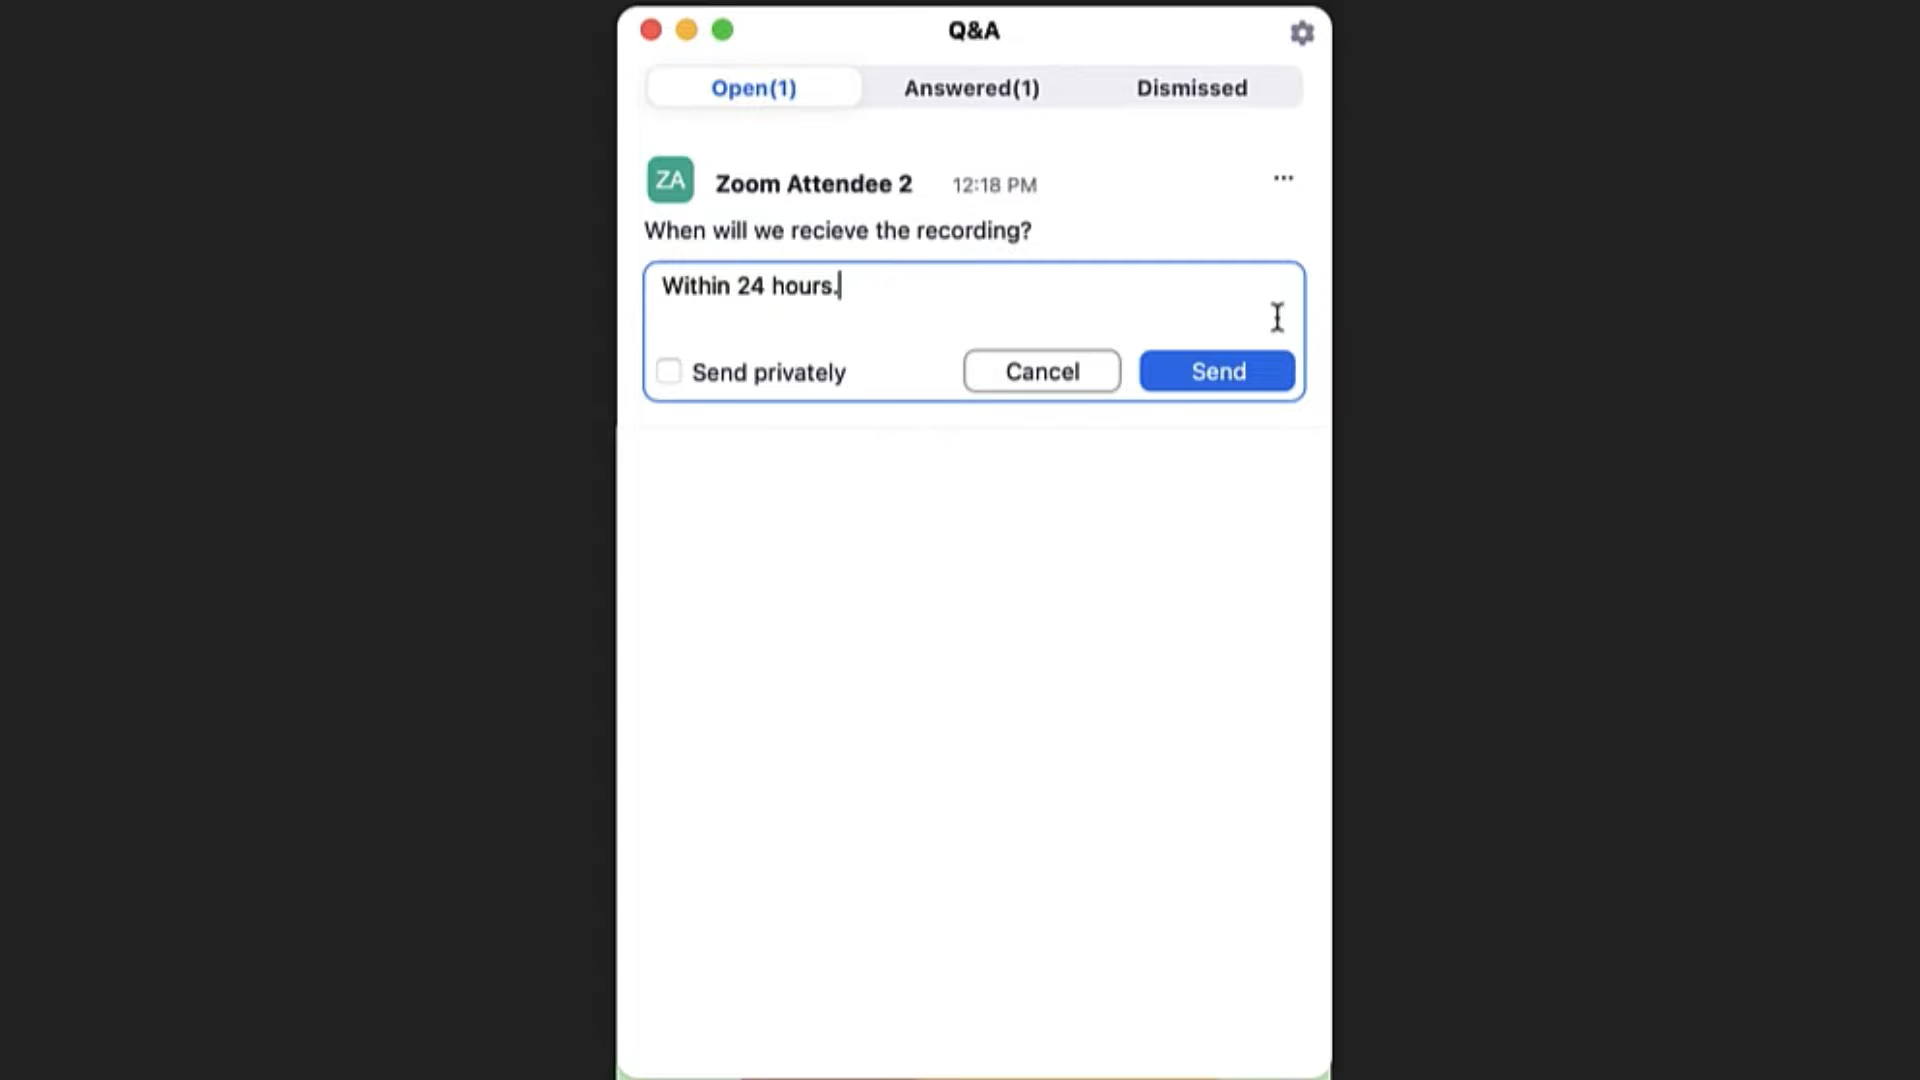 Q&A
Open(1) Answered(1) Dismissed
ZA Zoom Attendee 2 12:18 PM ...
When will we recieve the recording?
Within 24 hours.
Send privately Cancel Send